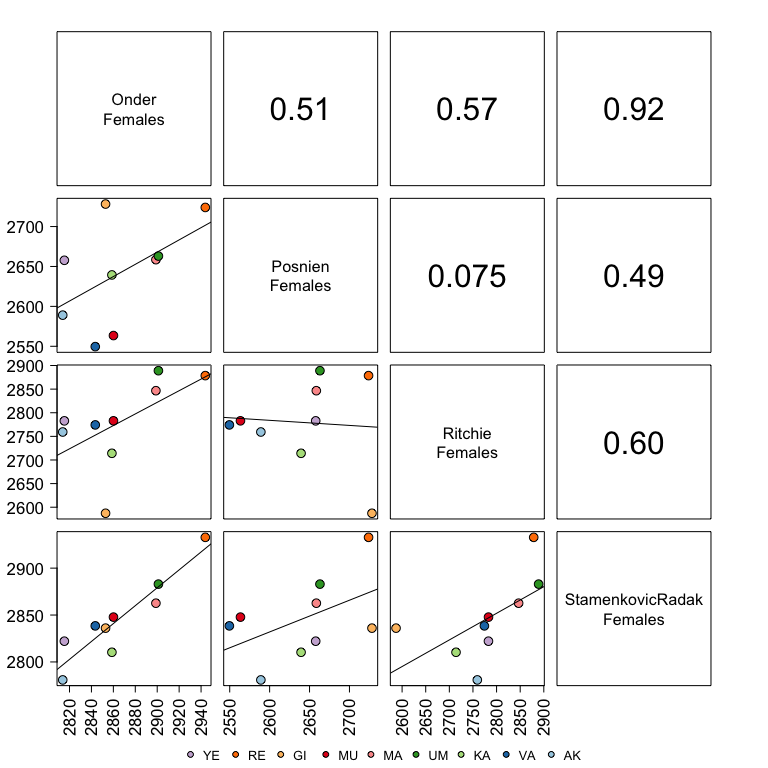 Onder
Females
0.51
0.57
0.92
2700
2650
2600
2550
Posnien
Females
0.075
0.49
2900
2850
2800
2750
2700
2650
2600
Ritchie
Females
0.60
2900
2850
2800
StamenkovicRadak
Females
2820 2840 2860 2880 2900 2920 2940
2550 2600 2650 2700
2600 2650 2700 2750 2800 2850 2900
YE RE GI MU MA UM KA VA AK